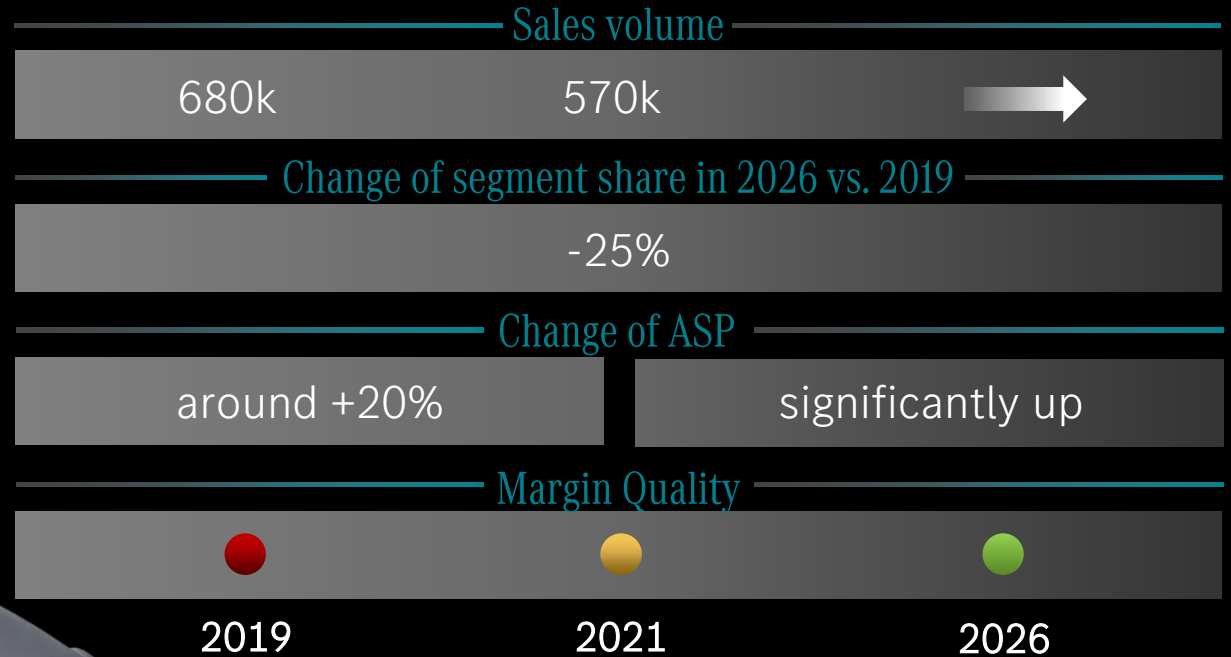 Sales volume
680k 570k
Change of segment share in 2026 vs. 2019
-25%
Change of ASP
around +20% significantly up
Margin Quality
2019 2021 2026